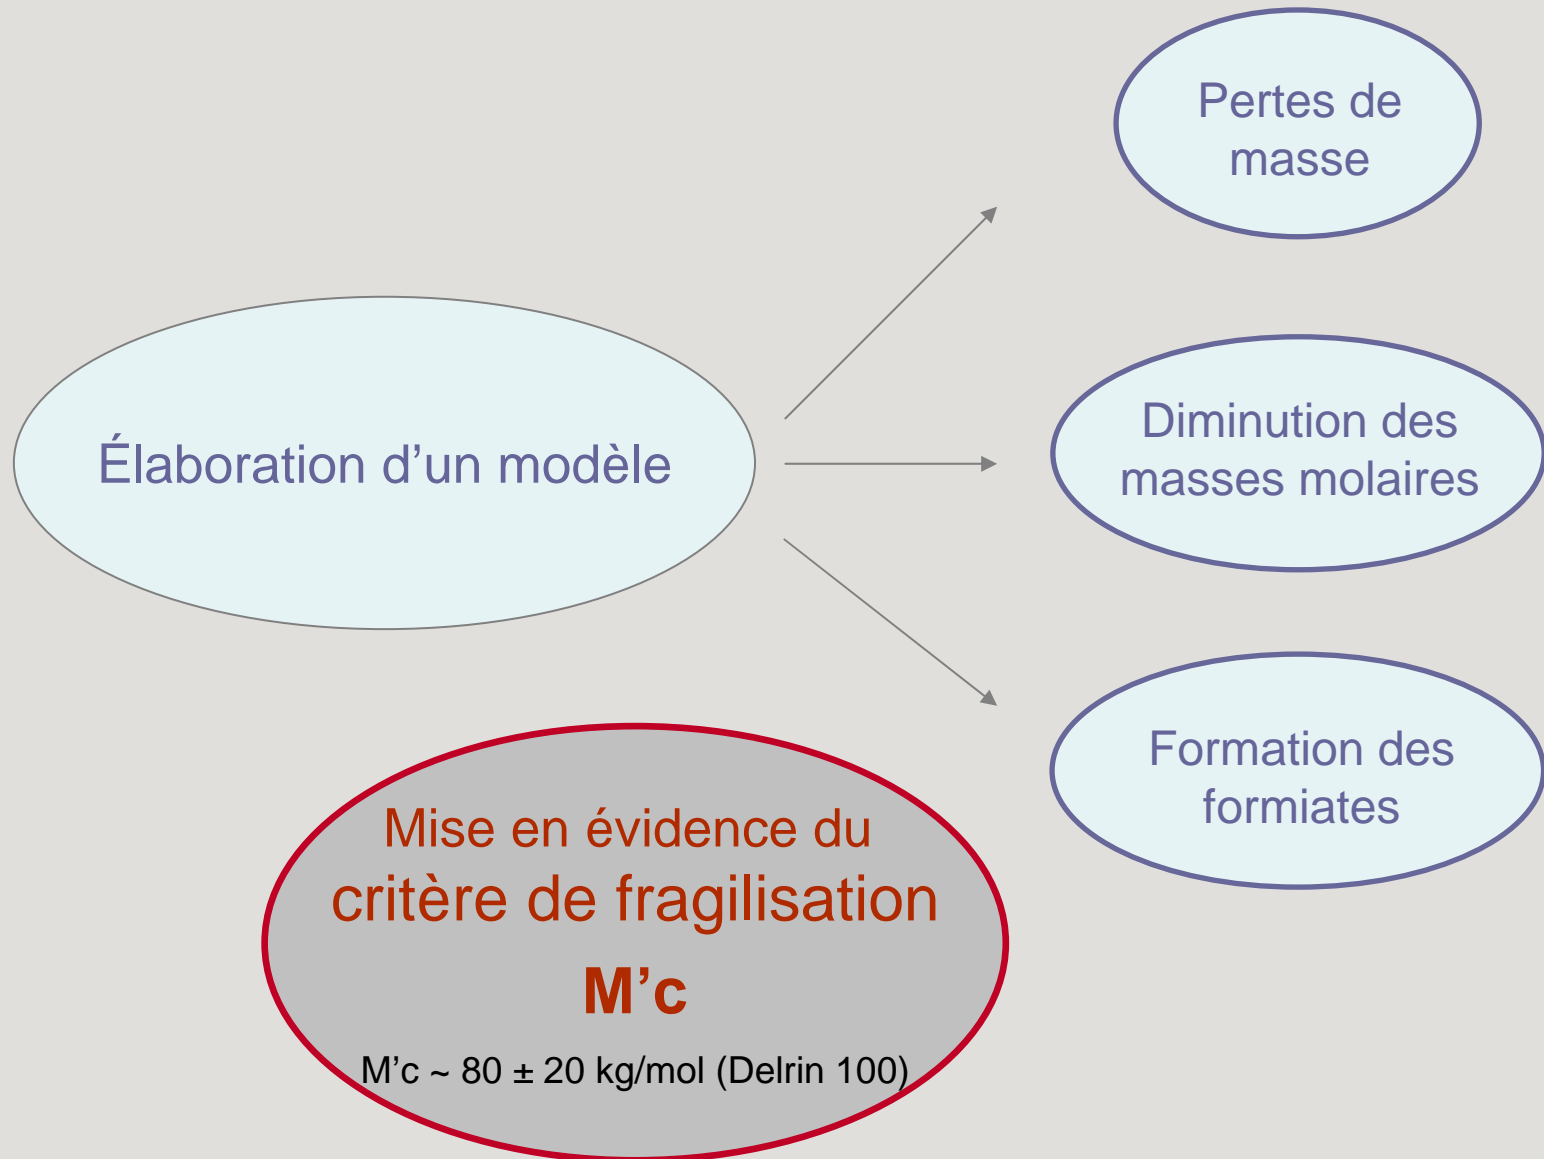 Pertes de
masse
Élaboration d’un modèle
Diminution des
masses molaires
Formation des
formiates
Mise en évidence du
critère de fragilisation
M’c
M’c ~ 80 ± 20 kg/mol (Delrin 100)